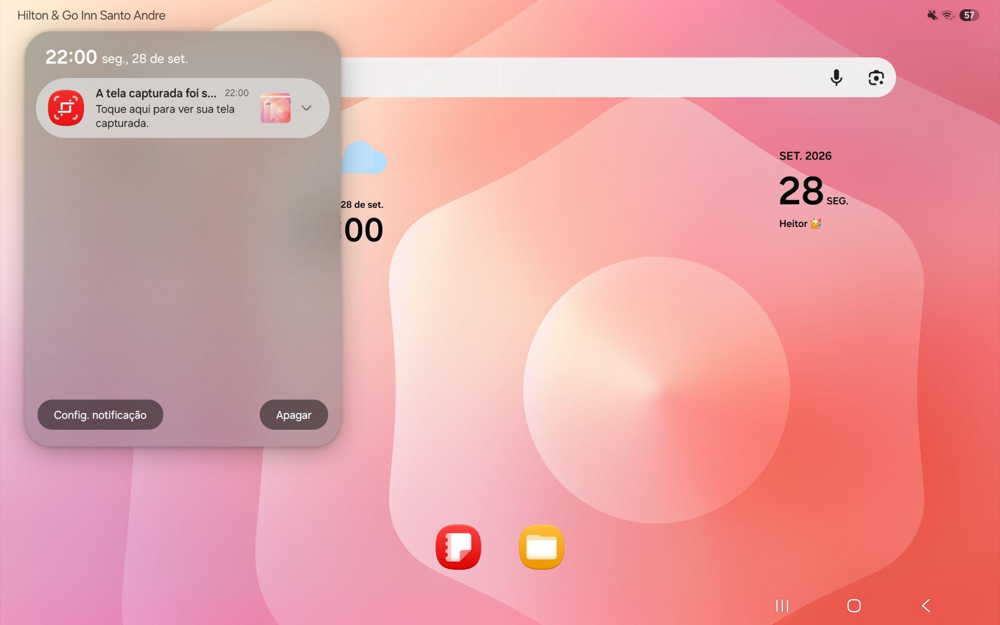 Hilton & Go Inn Santo Andre
57
22:00 seg., 28 de set.
A tela capturada foi s... 22:00
Toque aqui para ver sua tela
capturada.
28 de set.
:00
SET. 2026
28 SEG.
Heitor 🥳
Config. notificação
Apagar